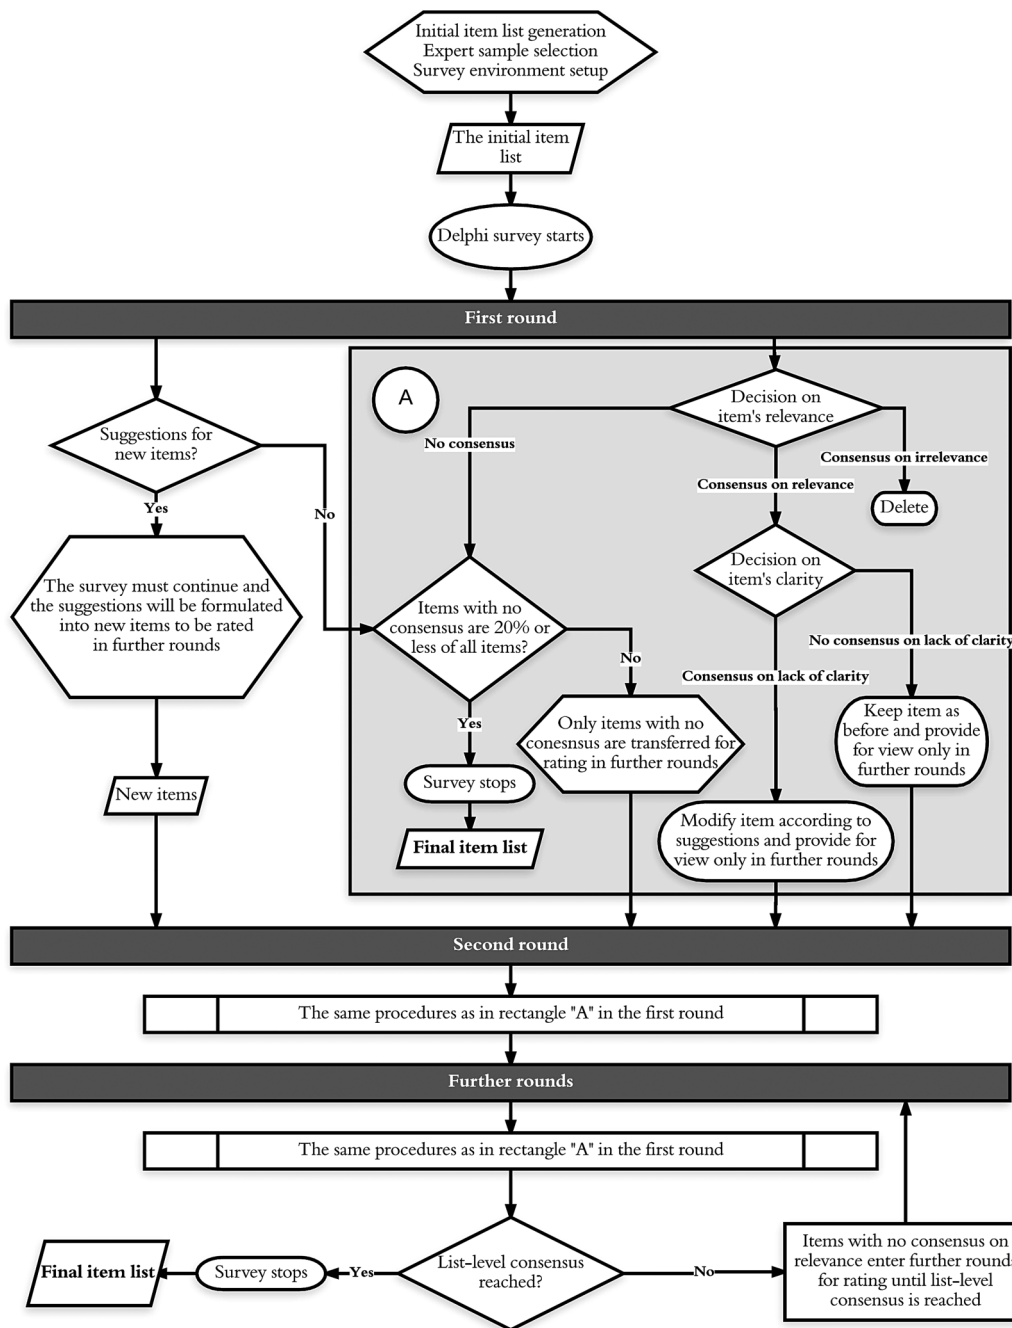 Initial item list generation
Expert sample selection
Survey environment setup
The initial item
list
Delphi survey starts
First round
A
Decision on
item's relevance
Suggestions for
new items?
No consensus
Consensus on irrelevance
Consensus on relevance
Delete
Yes
No
Decision on
item's clarity
The survey must continue and
the suggestions will be formulated
into new items to be rated
in further rounds
Items with no
consensus are 20% or
less of all items?
No
No consensus on lack of clarity
Consensus on lack of clarity
Yes
Only items with no
conesnsus are transferred for
rating in further rounds
Keep item as
before and provide
for view only in
further rounds
New items
Survey stops
Final item list
Modify item according to
suggestions and provide for
view only in further rounds
Second round
The same procedures as in rectangle "A" in the first round
Further rounds
The same procedures as in rectangle "A" in the first round
List-level consensus
reached?
Yes
Survey stops
Final item list
No
Items with no consensus on
relevance enter further rounds
for rating until list-level
consensus is reached